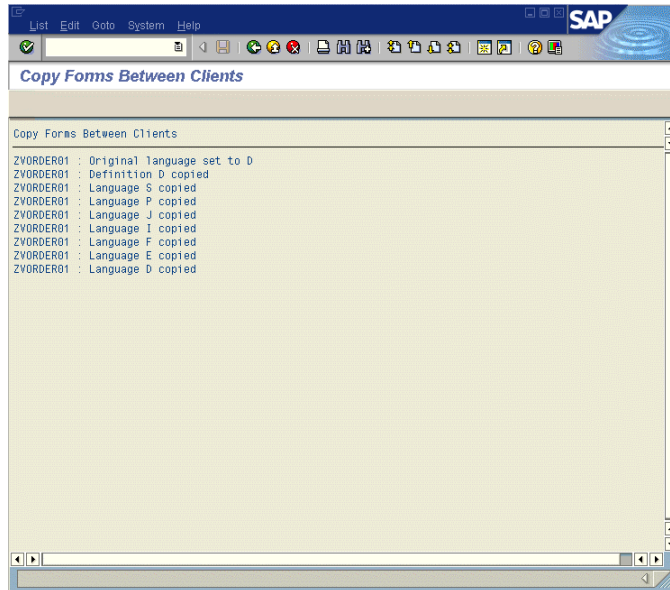 SAP
List Edit Goto System Help
Copy Forms Between Clients
Copy Forms Between Clients
ZVORDER01 : Original language set to D
ZVORDER01 : Definition D copied
ZVORDER01 : Language S copied
ZVORDER01 : Language P copied
ZVORDER01 : Language J copied
ZVORDER01 : Language I copied
ZVORDER01 : Language F copied
ZVORDER01 : Language E copied
ZVORDER01 : Language D copied